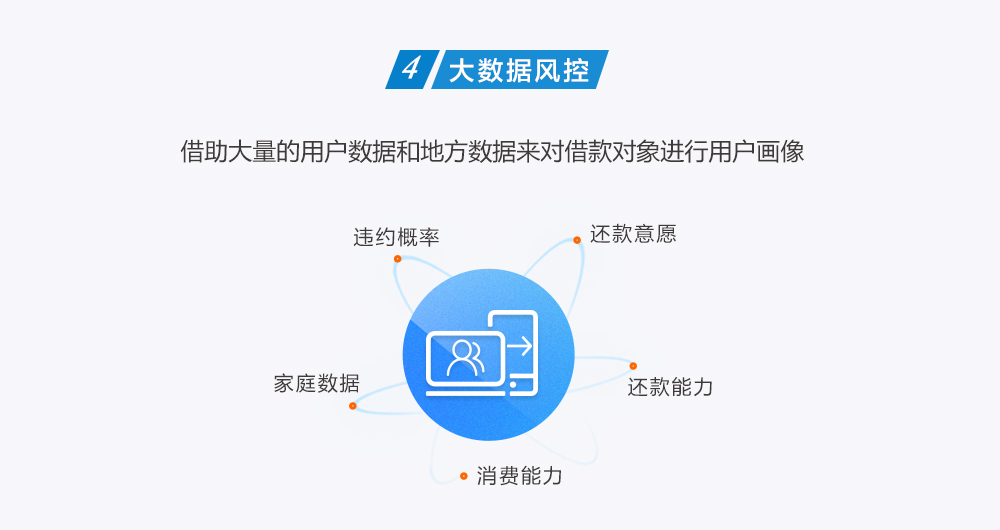 4 大数据风控
借助大量的用户数据和地方数据来对借款对象进行用户画像
违约概率
还款意愿
家庭数据
还款能力
消费能力